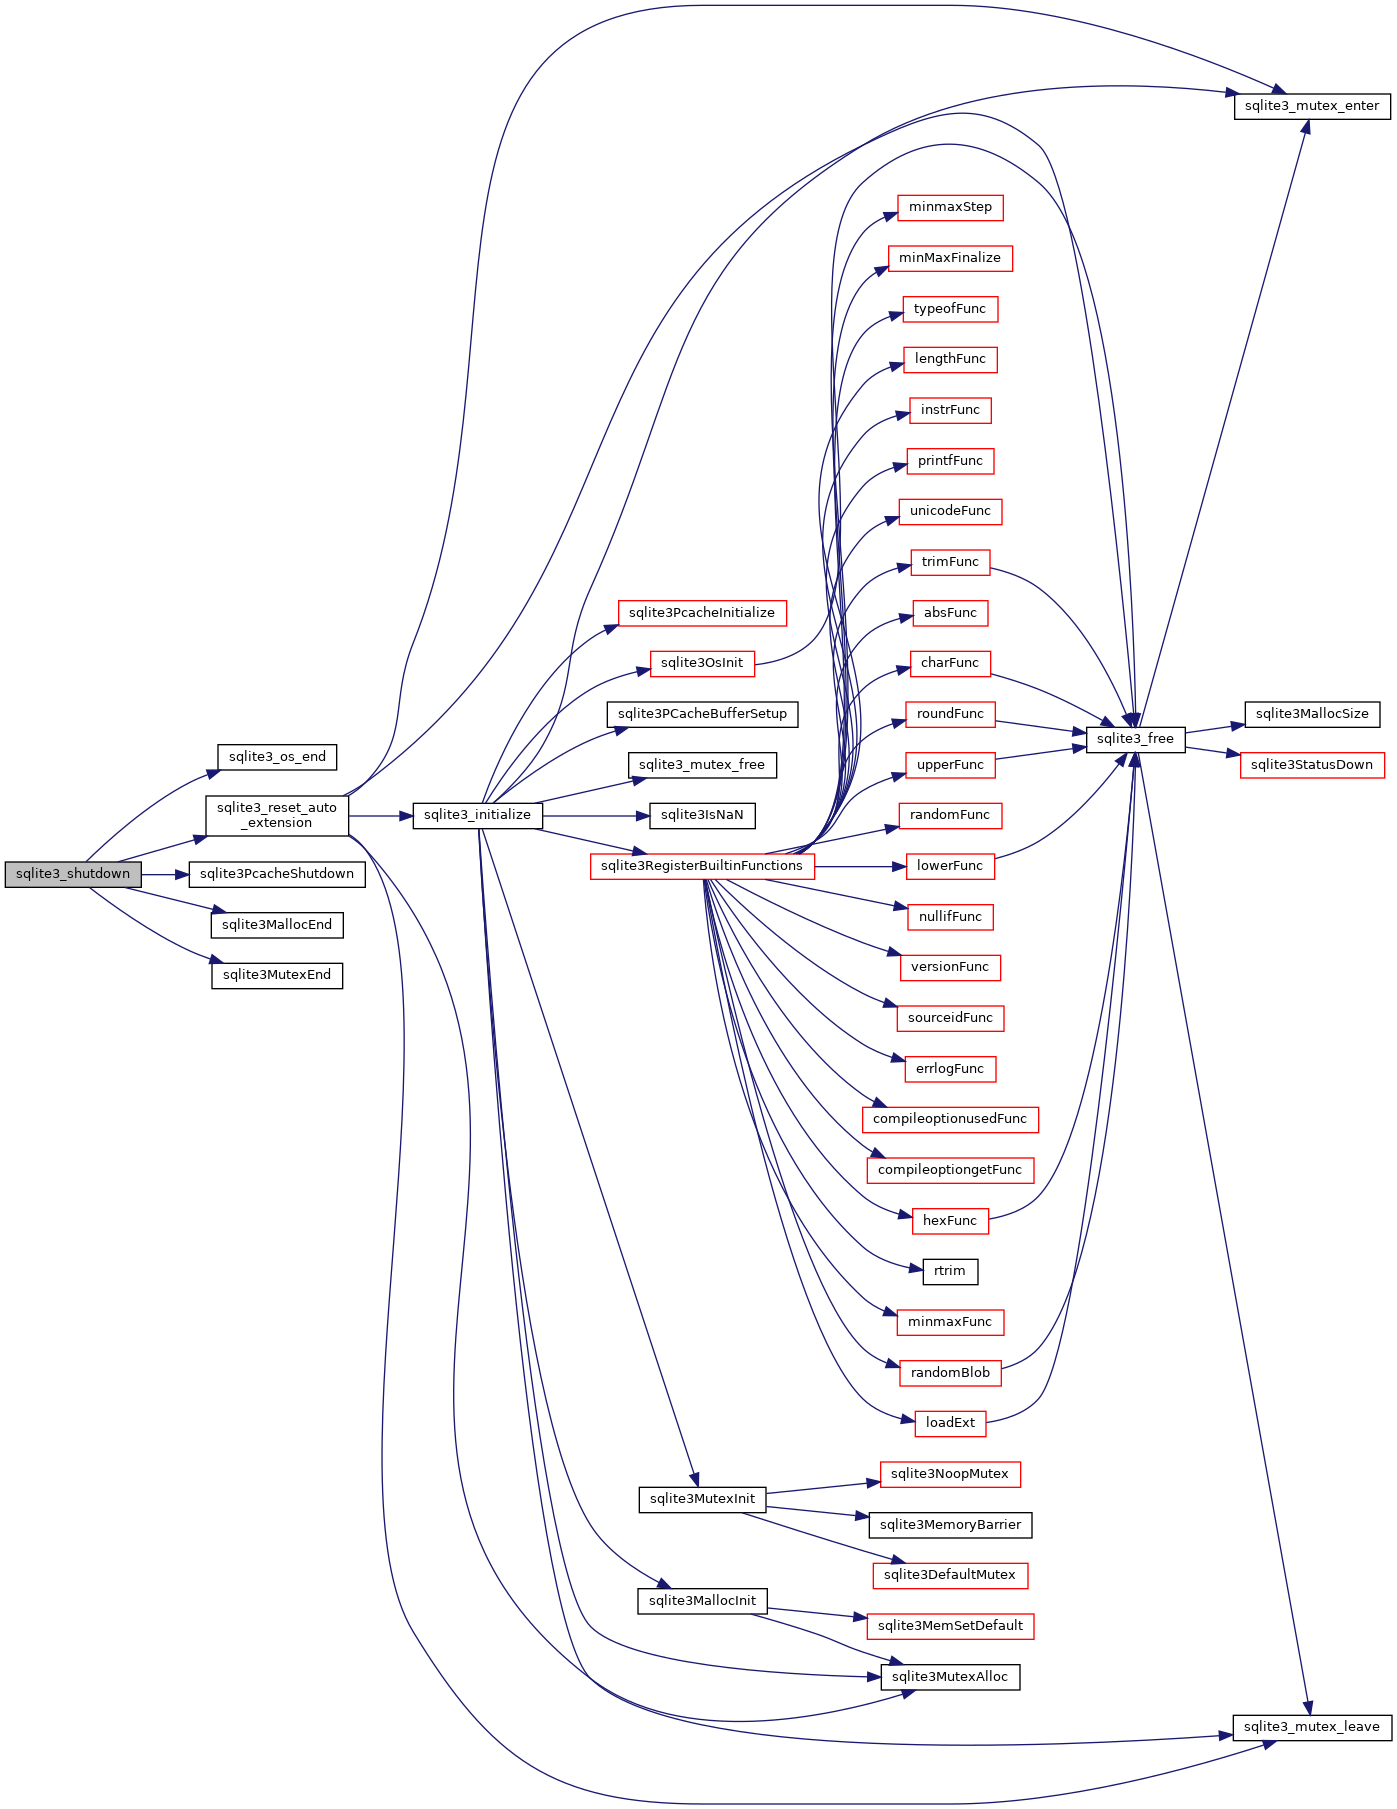 sqlite3_shutdown
sqlite3_os_end
sqlite3_reset_auto
_extension
sqlite3PcacheShutdown
sqlite3MallocEnd
sqlite3MutexEnd
sqlite3_initialize
sqlite3PcacheInitialize
sqlite3OsInit
sqlite3PCacheBufferSetup
sqlite3_mutex_free
sqlite3IsNaN
sqlite3RegisterBuiltinFunctions
sqlite3MutexInit
sqlite3MallocInit
minmaxStep
minMaxFinalize
typeofFunc
lengthFunc
instrFunc
printfFunc
unicodeFunc
trimFunc
absFunc
charFunc
roundFunc
upperFunc
randomFunc
lowerFunc
nullifFunc
versionFunc
sourceidFunc
errlogFunc
compileoptionusedFunc
compileoptiongetFunc
hexFunc
rtrim
minmaxFunc
randomBlob
loadExt
sqlite3NoopMutex
sqlite3MemoryBarrier
sqlite3DefaultMutex
sqlite3MemSetDefault
sqlite3MutexAlloc
sqlite3_free
sqlite3_mutex_enter
sqlite3MallocSize
sqlite3StatusDown
sqlite3_mutex_leave